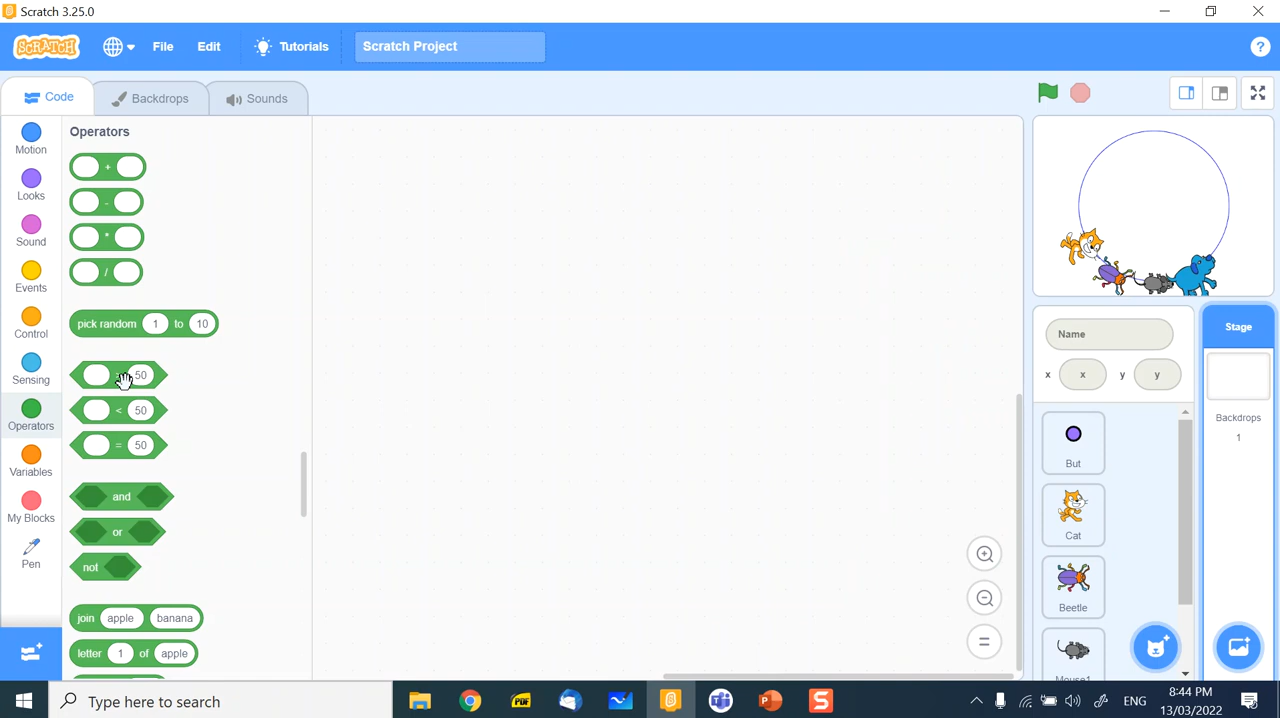 Scratch 3.25.0
SCRATCH
File
Edit
Tutorials
Scratch Project
?
Code
Backdrops
Sounds
Motion
Looks
Sound
Events
Control
Sensing
Operators
Variables
My Blocks
Pen
Operators
+
-
*
/
pick random 1 to 10
50
< 50
= 50
and
or
not
join apple banana
letter 1 of apple
Name
x x y y
But
Cat
Beetle
Mouse1
Stage
Backdrops
1
Type here to search
PDF
ENG
8:44 PM
13/03/2022